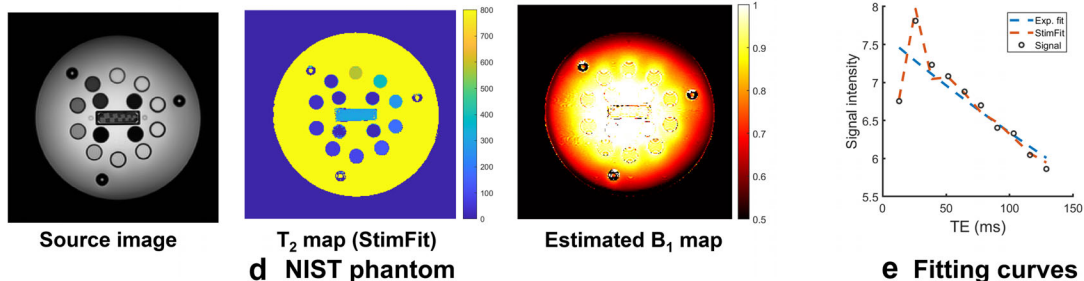 800
700
600
500
400
300
200
100
0
1
0.9
0.8
0.7
0.6
0.5
Source image
T₂ map (StimFit)
Estimated B₁ map
d NIST phantom
8
7.5
7
6.5
6
5.5
Signal intensity
0 50 100 150
TE (ms)
Exp. fit
StimFit
Signal
e Fitting curves